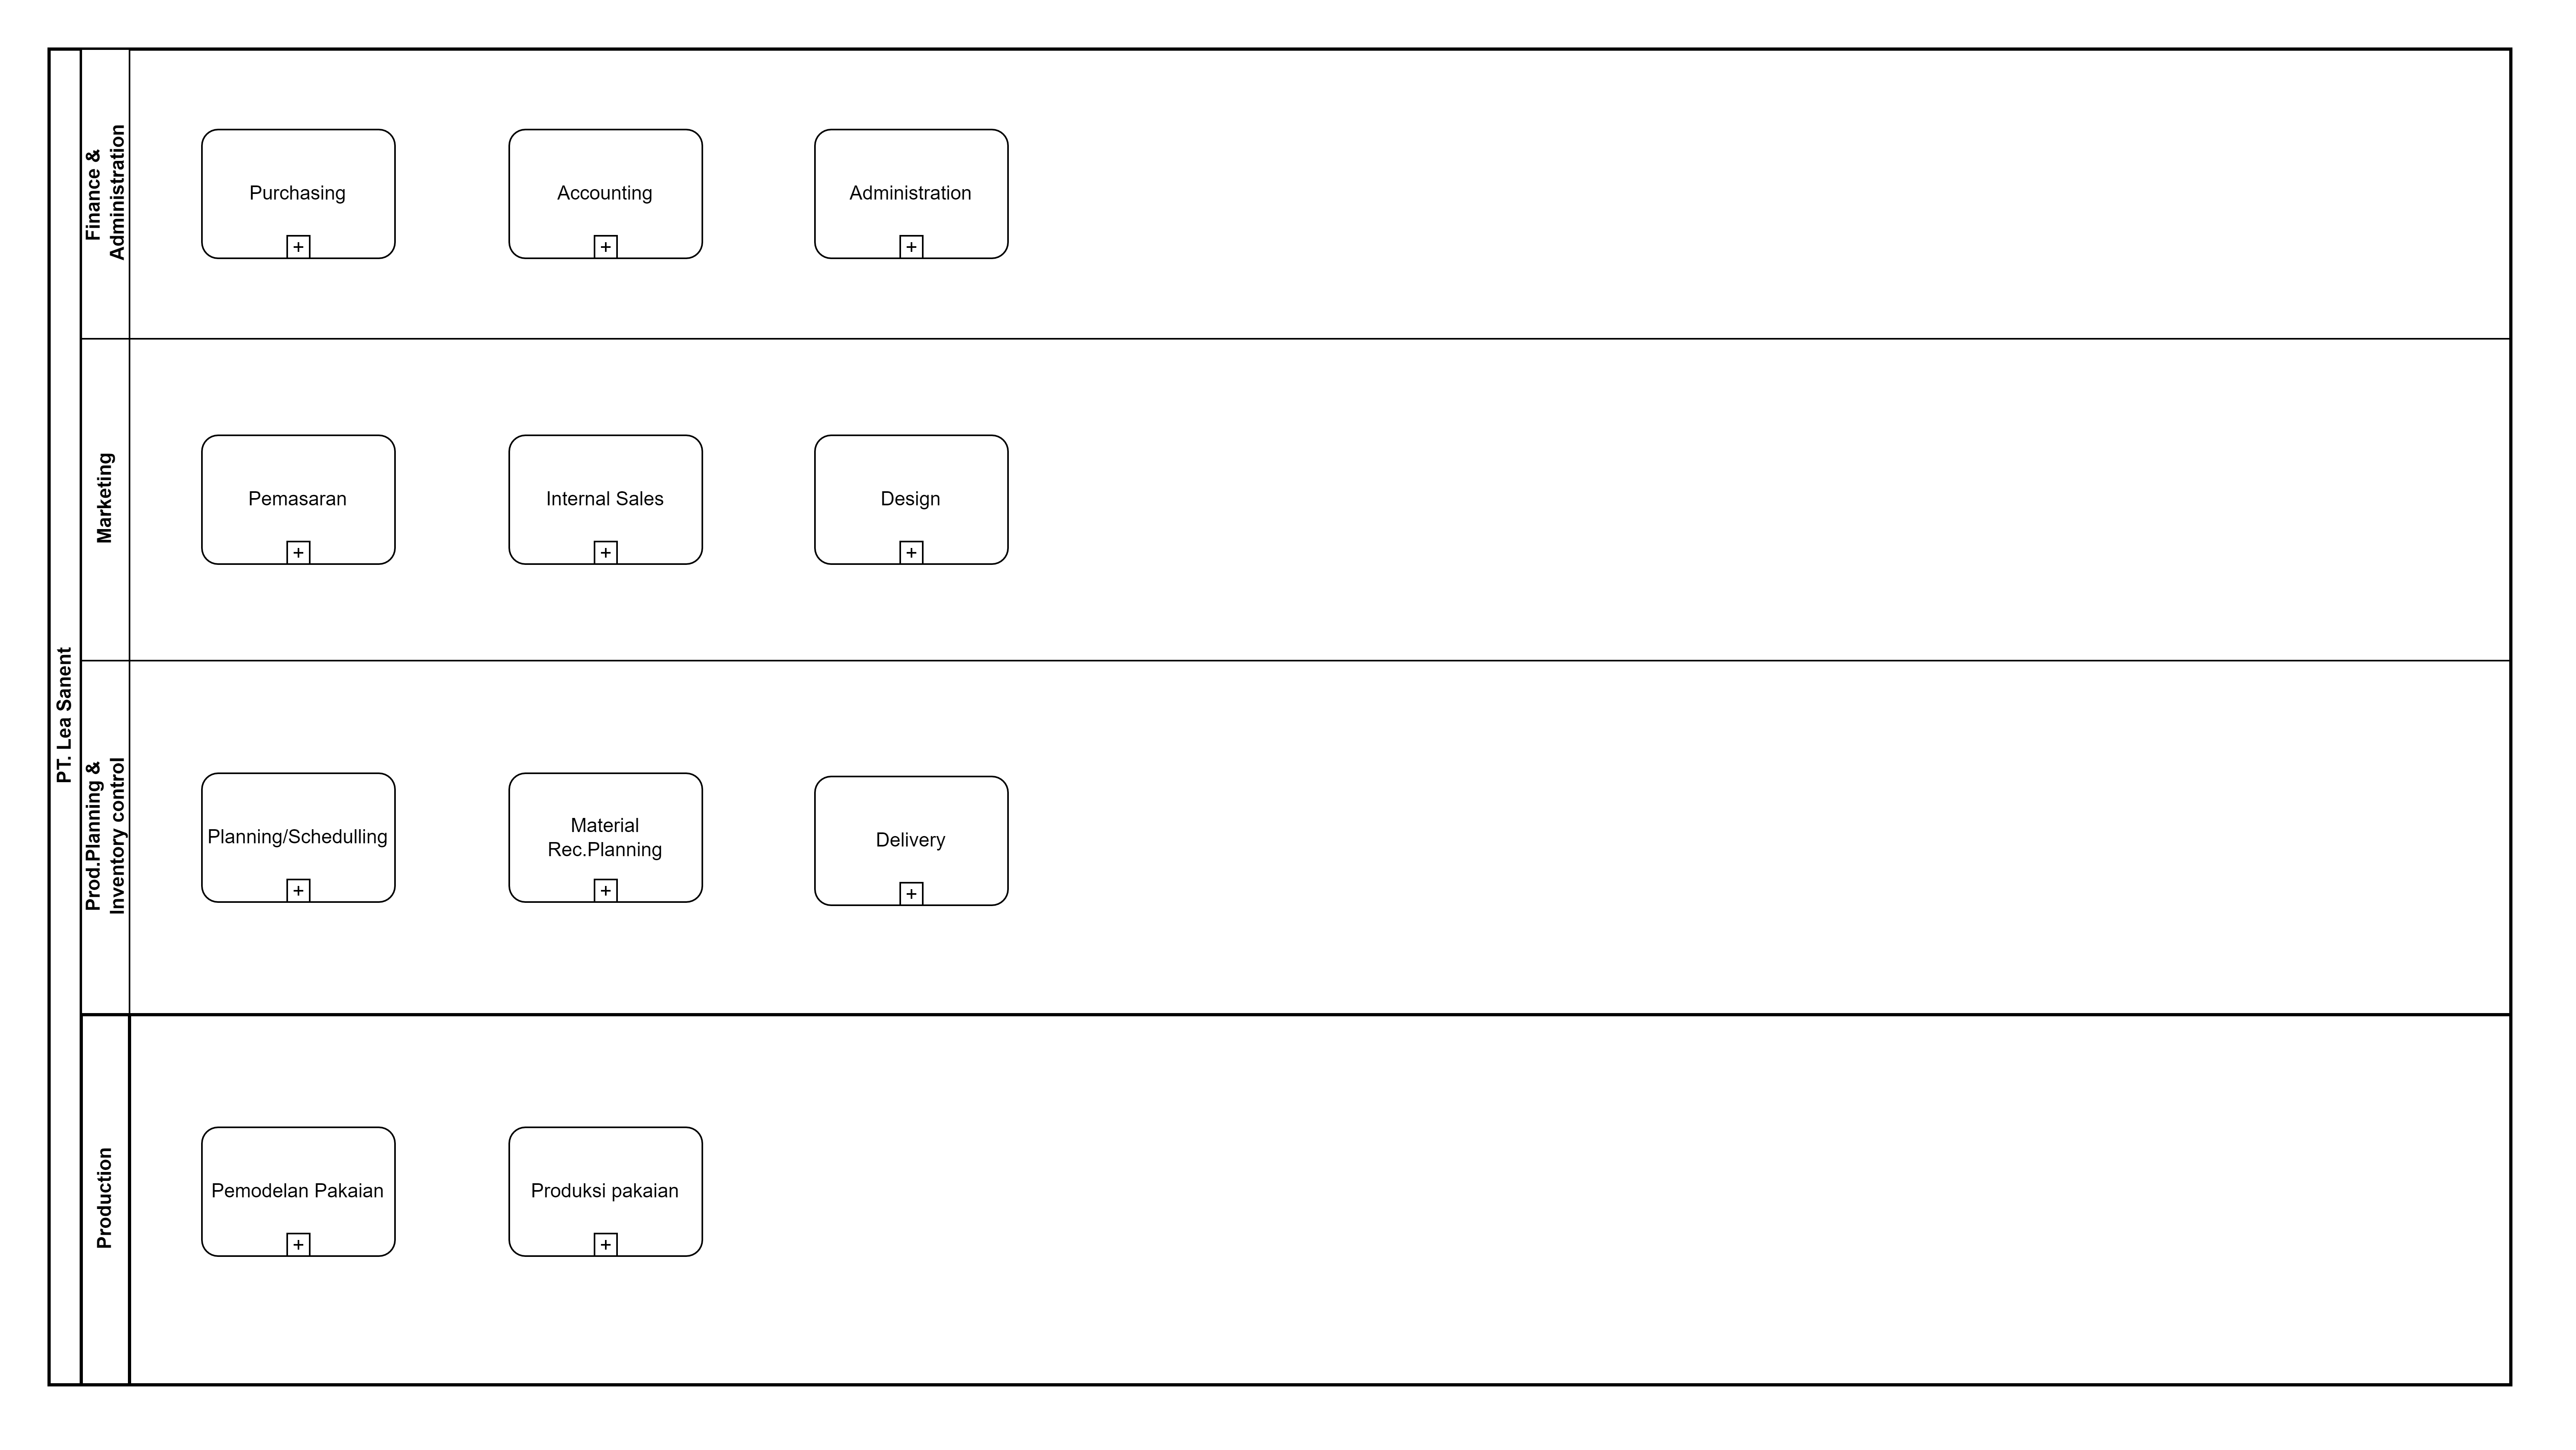 PT. Lea Sanent
Finance &
Administration
Purchasing
+
Accounting
+
Administration
+
Marketing
Pemasaran
+
Internal Sales
+
Design
+
Prod.Planning &
Inventory control
Planning/Schedulling
+
Material
Rec.Planning
+
Delivery
+
Production
Pemodelan Pakaian
+
Produksi pakaian
+